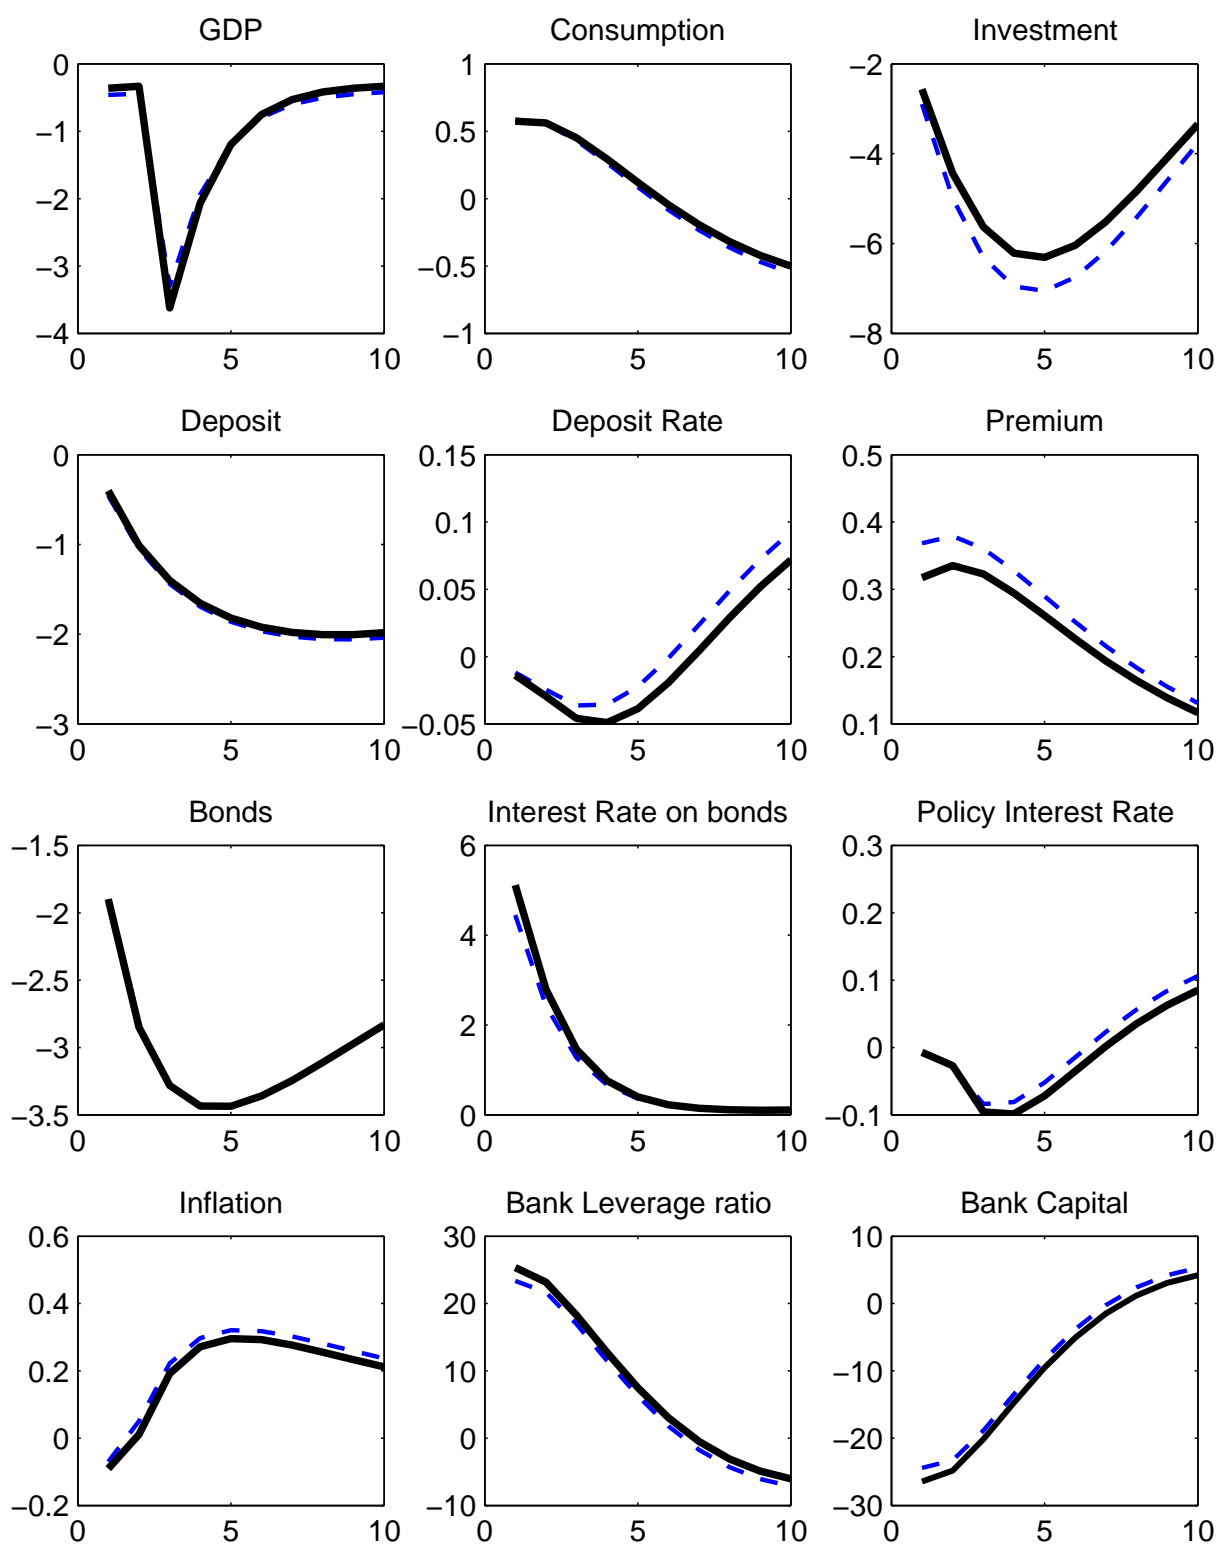 GDP
Consumption
Investment
0
−1
−2
−3
−4
0 5 10
1
0.5
0
−0.5
−1
0 5 10
−2
−4
−6
−8
0 5 10
Deposit
Deposit Rate
Premium
0
−1
−2
−3
0 5 10
0.15
0.1
0.05
0
−0.05
0 5 10
0.5
0.4
0.3
0.2
0.1
0 5 10
Bonds
Interest Rate on bonds
Policy Interest Rate
−1.5
−2
−2.5
−3
−3.5
0 5 10
6
4
2
0
0 5 10
0.3
0.2
0.1
0
−0.1
0 5 10
Inflation
Bank Leverage ratio
Bank Capital
0.6
0.4
0.2
0
−0.2
0 5 10
30
20
10
0
−10
0 5 10
10
0
−10
−20
−30
0 5 10